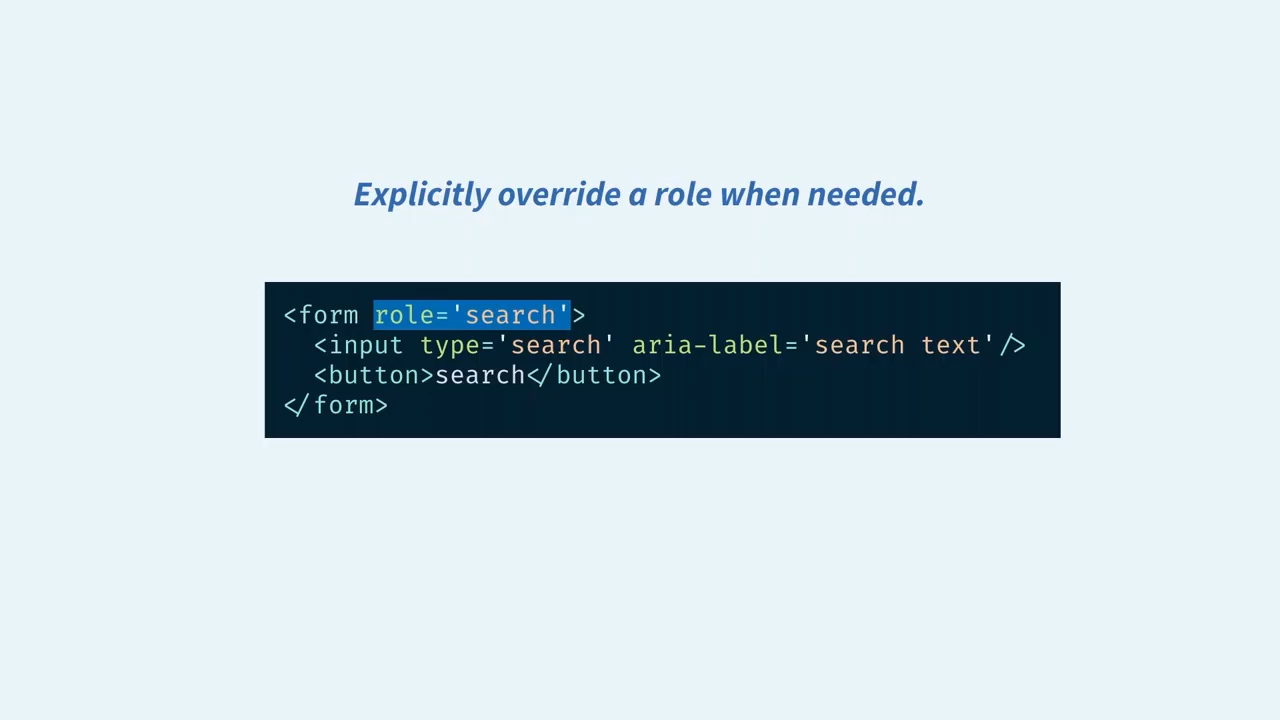 Explicitly override a role when needed.
<form role='search'>
  <input type='search' aria-label='search text'/>
  <button>search</button>
</form>